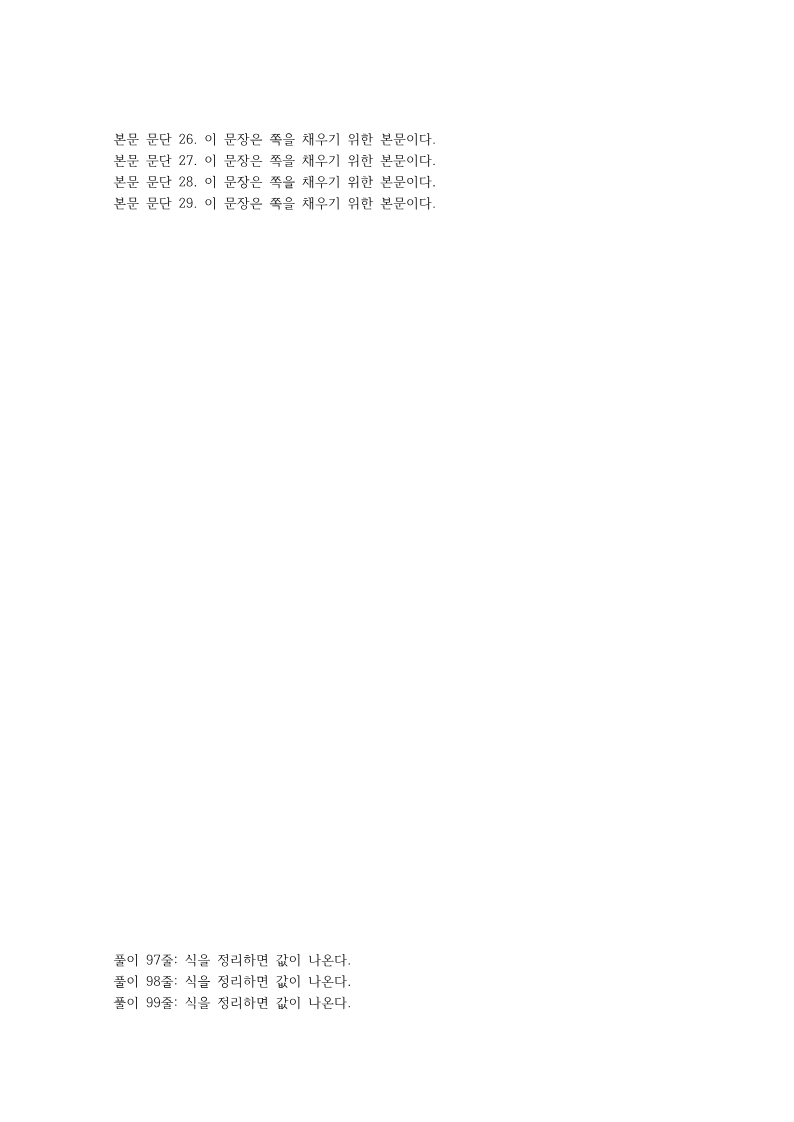 본문 문단 26. 이 문장은 쪽을 채우기 위한 본문이다.
본문 문단 27. 이 문장은 쪽을 채우기 위한 본문이다.
본문 문단 28. 이 문장은 쪽을 채우기 위한 본문이다.
본문 문단 29. 이 문장은 쪽을 채우기 위한 본문이다.
풀이 97줄: 식을 정리하면 값이 나온다.
풀이 98줄: 식을 정리하면 값이 나온다.
풀이 99줄: 식을 정리하면 값이 나온다.